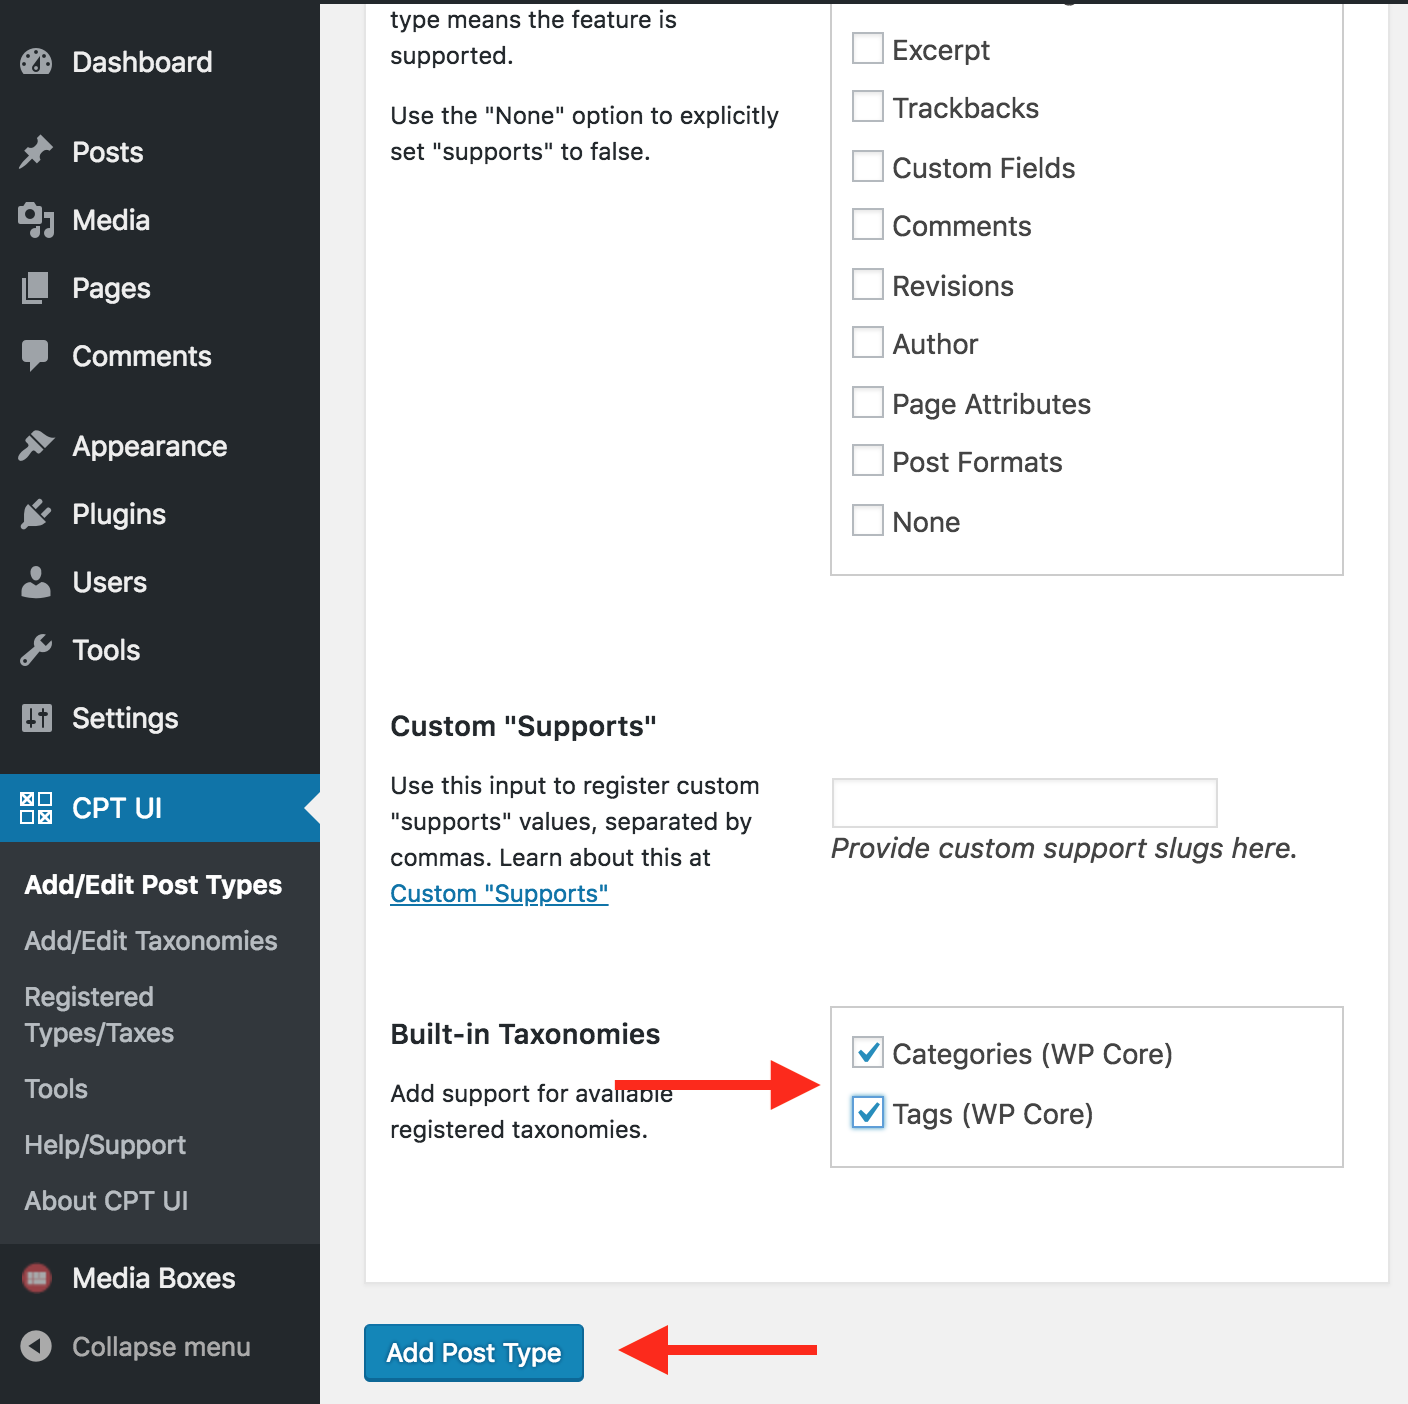 Dashboard
Posts
Media
Pages
Comments
Appearance
Plugins
Users
Tools
Settings
CPT UI
Add/Edit Post Types
Add/Edit Taxonomies
Registered
Types/Taxes
Tools
Help/Support
About CPT UI
Media Boxes
Collapse menu
type means the feature is
supported.
Use the "None" option to explicitly
set "supports" to false.
Excerpt
Trackbacks
Custom Fields
Comments
Revisions
Author
Page Attributes
Post Formats
None
Custom "Supports"
Use this input to register custom
"supports" values, separated by
commas. Learn about this at
Custom "Supports"
Provide custom support slugs here.
Built-in Taxonomies
Add support for available
registered taxonomies.
Categories (WP Core)
Tags (WP Core)
Add Post Type